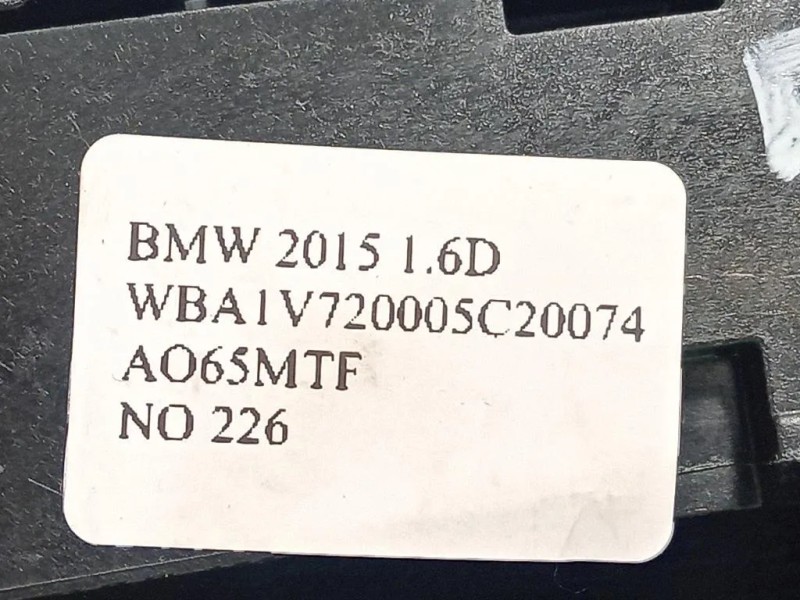 BMW 2015 1.6D
WBA1V720005C20074
AO65MTF
NO 226